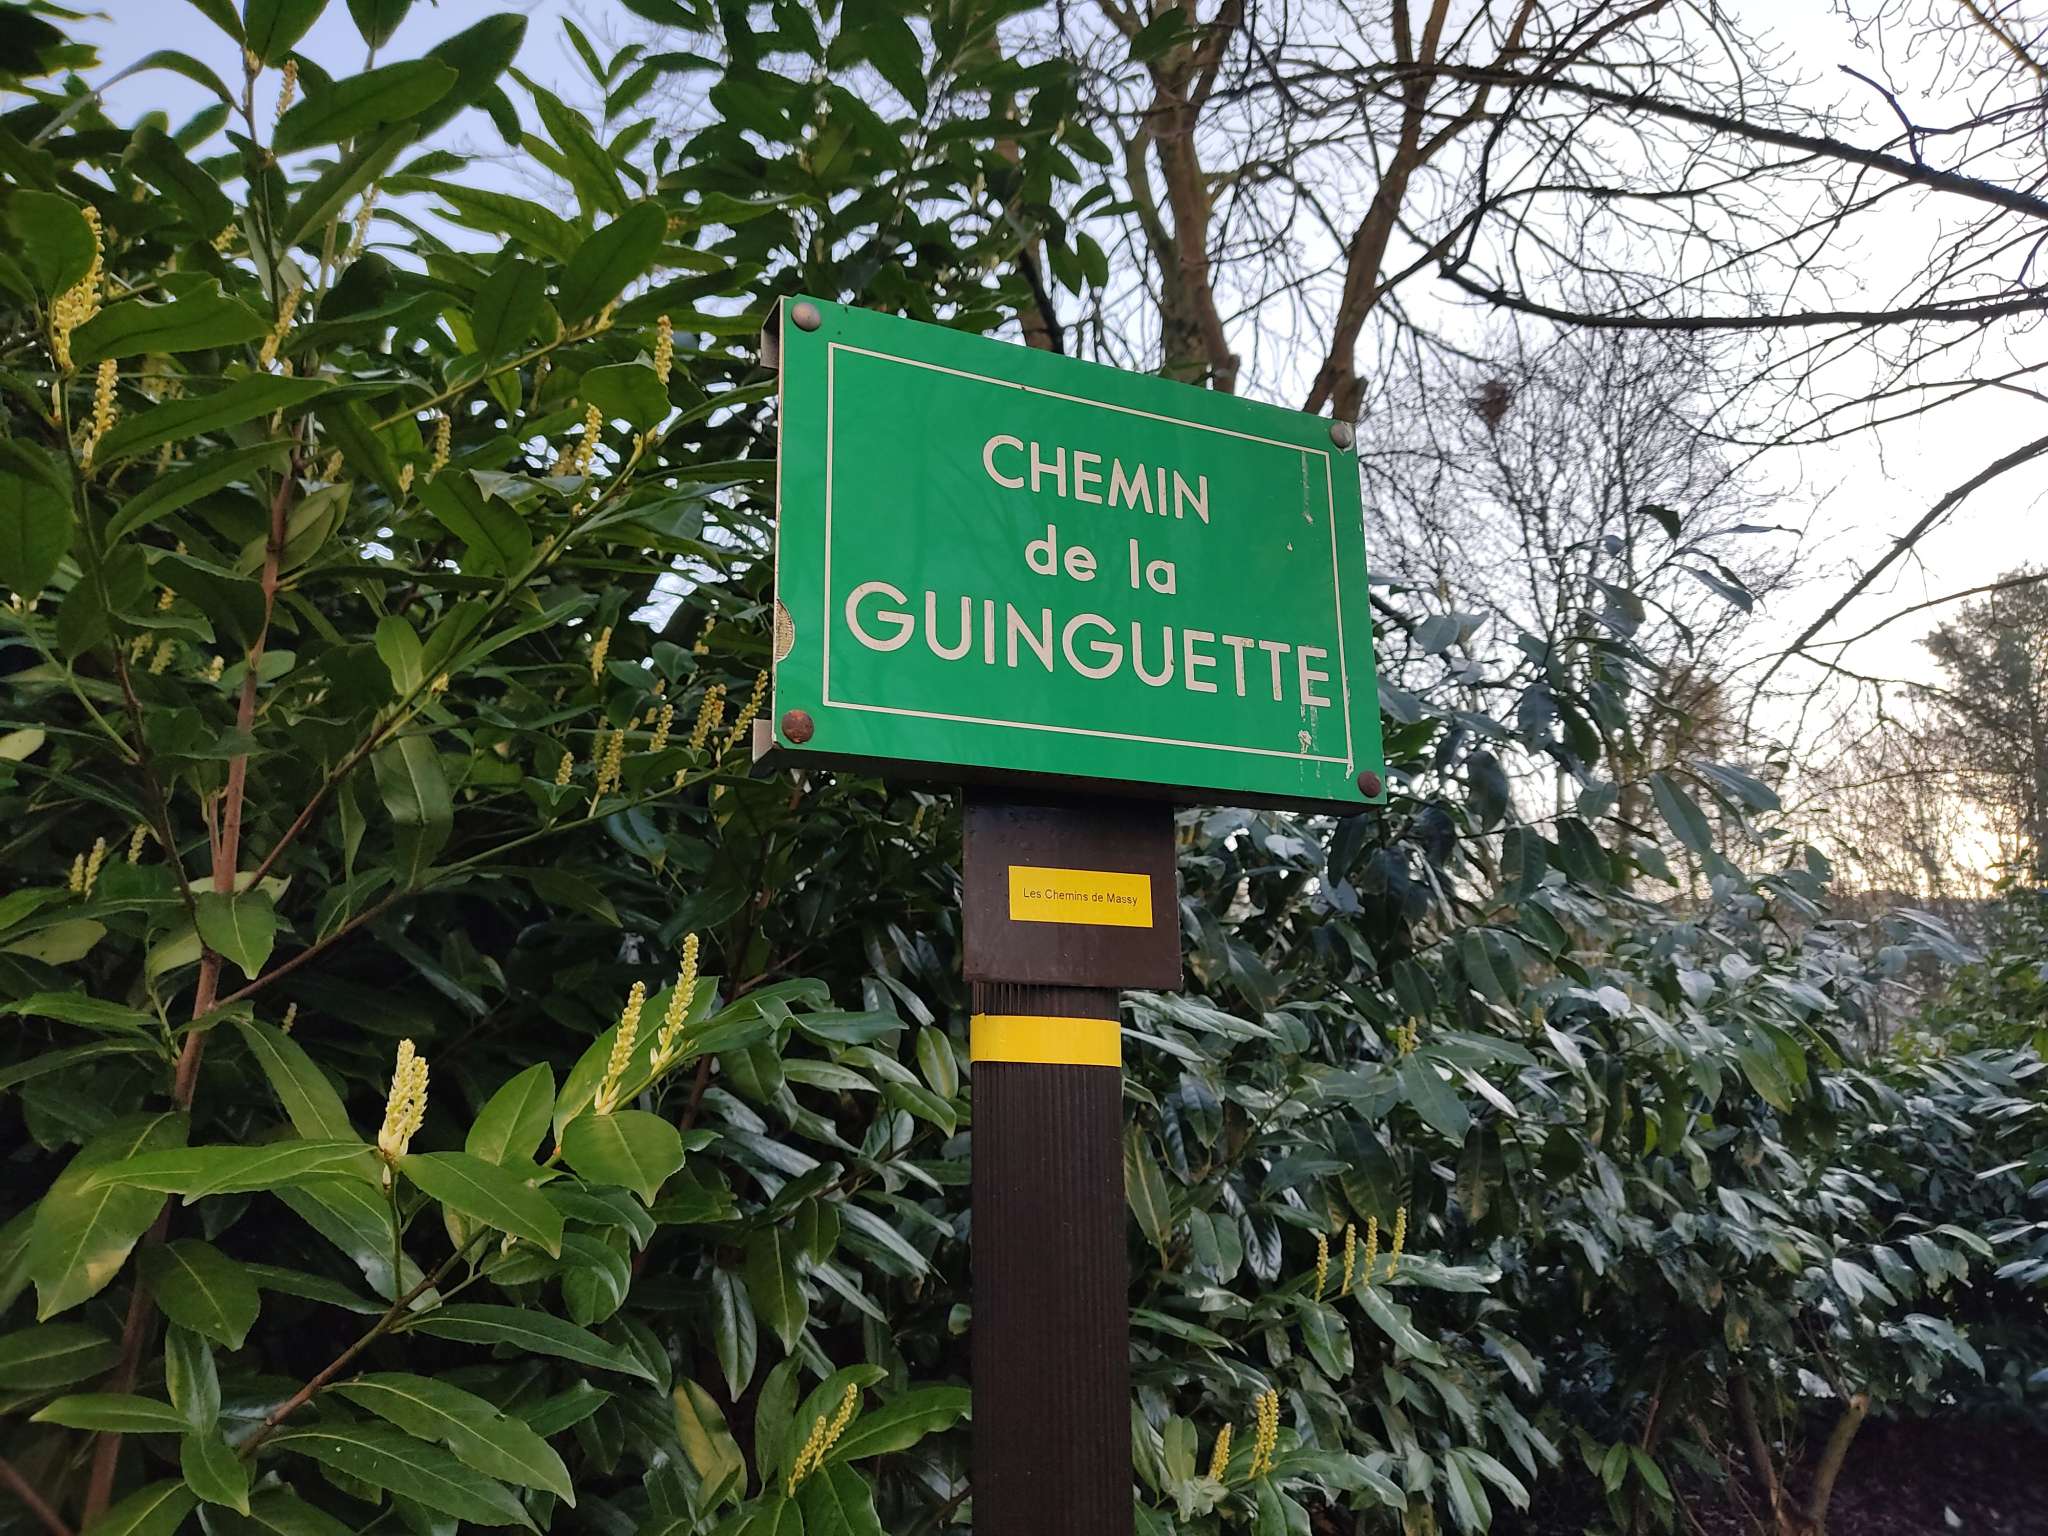 CHEMIN
de la
GUINGUETTE
Les Chemins de Massy